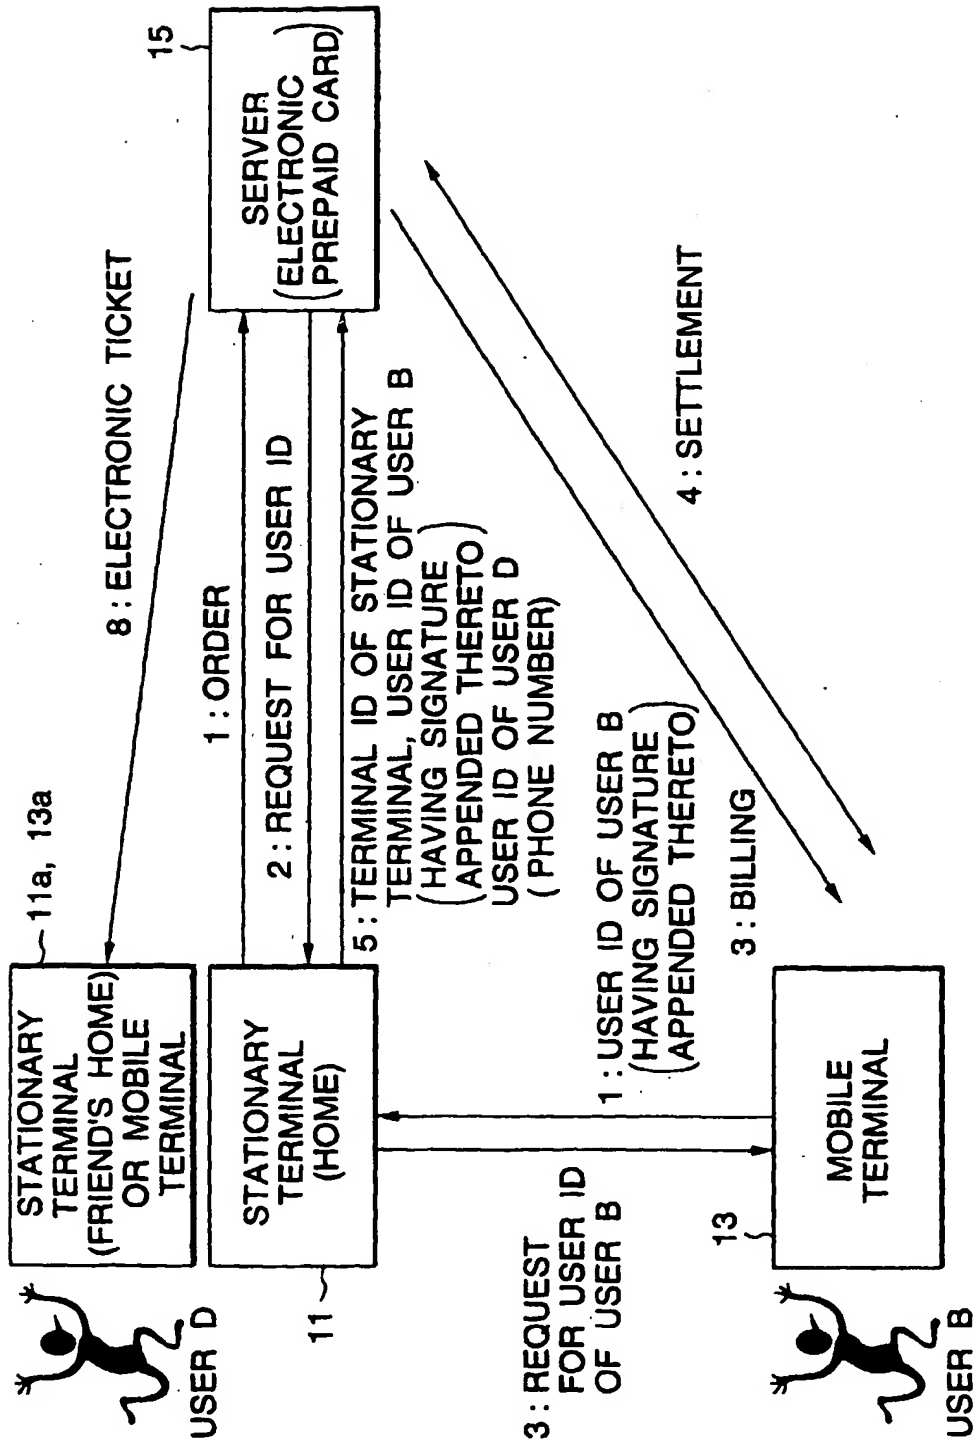 USER D
STATIONARY
TERMINAL
(FRIEND'S HOME)
OR MOBILE
TERMINAL
11a, 13a
8 : ELECTRONIC TICKET
15
SERVER
(ELECTRONIC
PREPAID CARD)
11
STATIONARY
TERMINAL
(HOME)
1 : ORDER
2 : REQUEST FOR USER ID
5 : TERMINAL ID OF STATIONARY
TERMINAL, USER ID OF USER B
(HAVING SIGNATURE
APPENDED THERETO)
USER ID OF USER D
(PHONE NUMBER)
3 : REQUEST
FOR USER ID
OF USER B
1 : USER ID OF USER B
(HAVING SIGNATURE
APPENDED THERETO)
3 : BILLING
4 : SETTLEMENT
13
MOBILE
TERMINAL
USER B